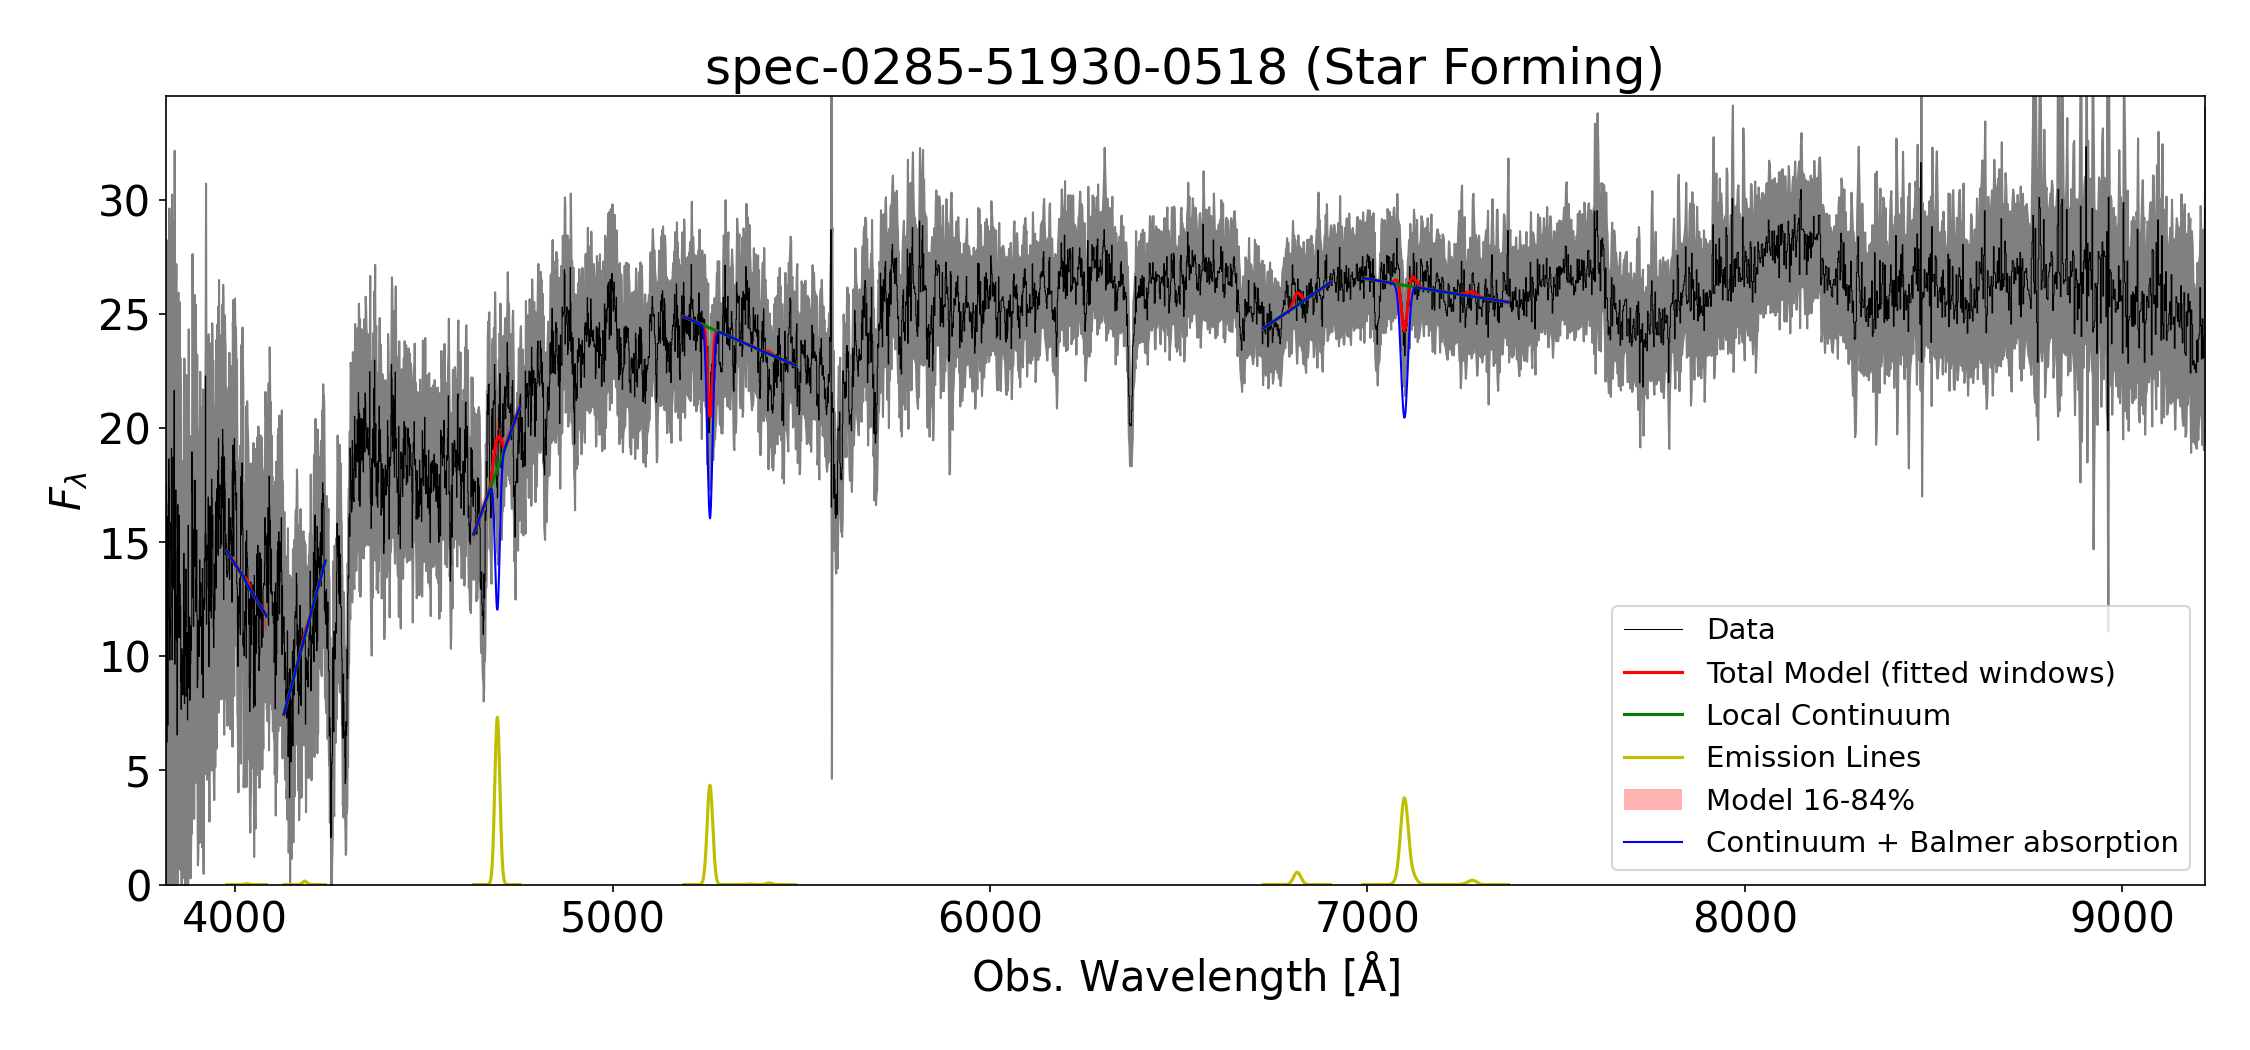 spec-0285-51930-0518 (Star Forming)
30
25
20
15
10
5
0
F_λ
4000 5000 6000 7000 8000 9000
Obs. Wavelength [Å]
Data
Total Model (fitted windows)
Local Continuum
Emission Lines
Model 16-84%
Continuum + Balmer absorption